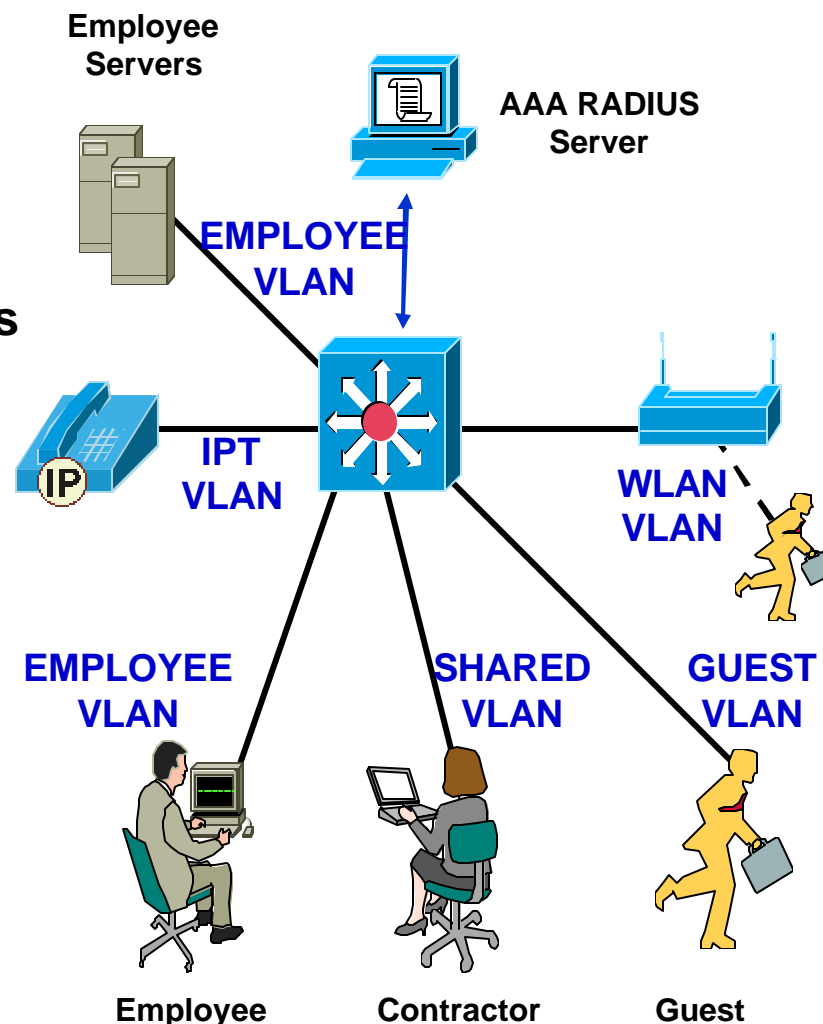 Employee
Servers
AAA RADIUS
Server
EMPLOYEE
VLAN
s
IPT
VLAN
IP
WLAN
VLAN
EMPLOYEE
VLAN
SHARED
VLAN
GUEST
VLAN
Employee
Contractor
Guest